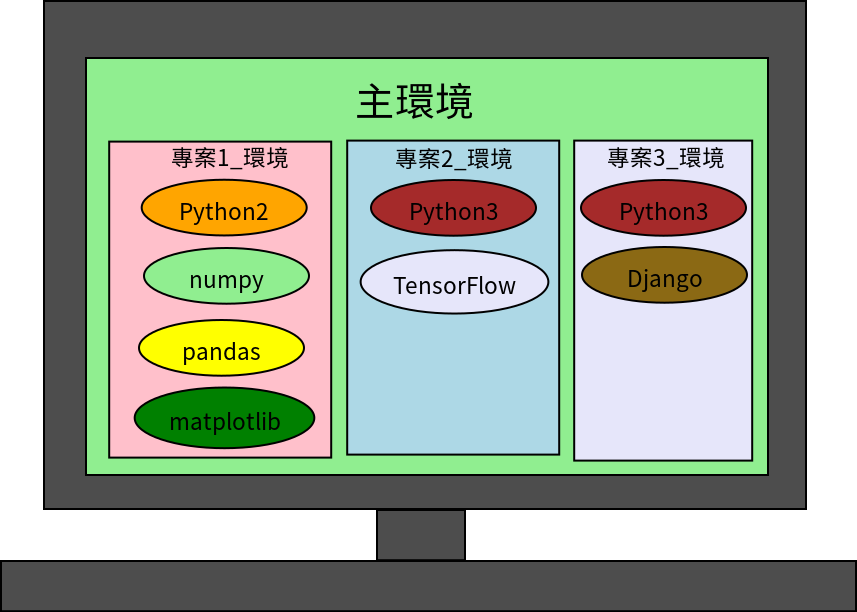 主環境
專案1_環境
Python2
numpy
pandas
matplotlib
專案2_環境
Python3
TensorFlow
專案3_環境
Python3
Django